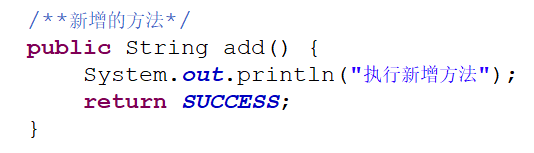 /**新增的方法*/
public String add() {
    System.out.println("执行新增方法");
    return SUCCESS;
}